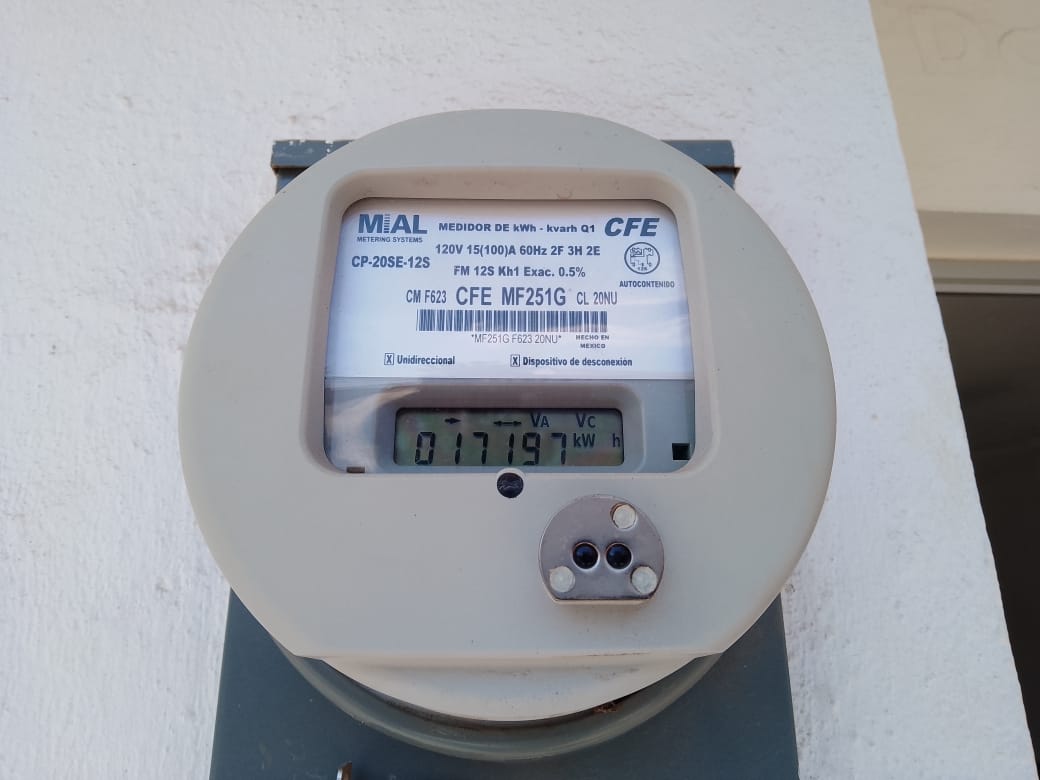 MIAL
METERING SYSTEMS
MEDIDOR DE kWh - kvarh Q1
CFE
120V 15(100)A 60Hz 2F 3H 2E
CP-20SE-12S
FM 12S Kh1 Exac. 0.5%
AUTOCONTENIDO
CM F623 CFE MF251G CL 20NU
*MF251G F623 20NU*
HECHO EN
MEXICO
X Unidireccional
X Dispositivo de desconexión
VA VC
017197 kW h